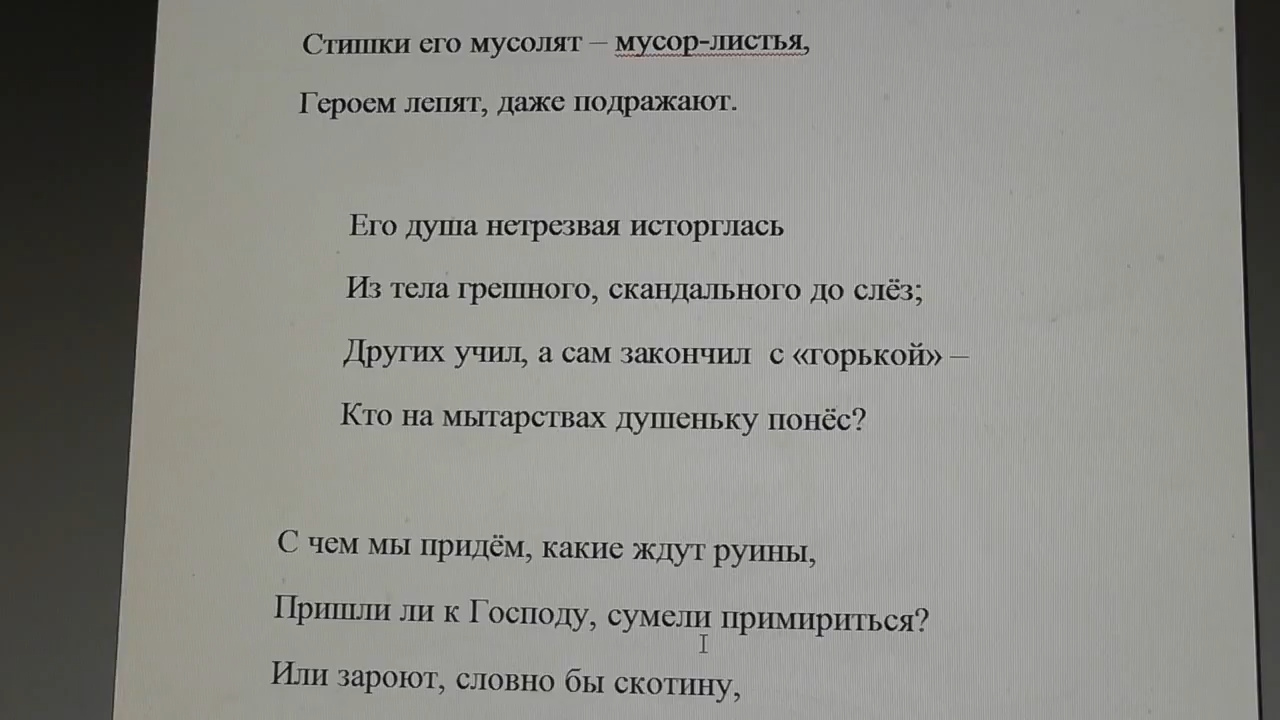 Стишки его мусолят – мусор-листья,
Героем лепят, даже подражают.
Его душа нетрезвая исторглась
Из тела грешного, скандального до слёз;
Других учил, а сам закончил  с «горькой» –
Кто на мытарствах душеньку понёс?
С чем мы придём, какие ждут руины,
Пришли ли к Господу, сумели примириться?
Или зароют, словно бы скотину,